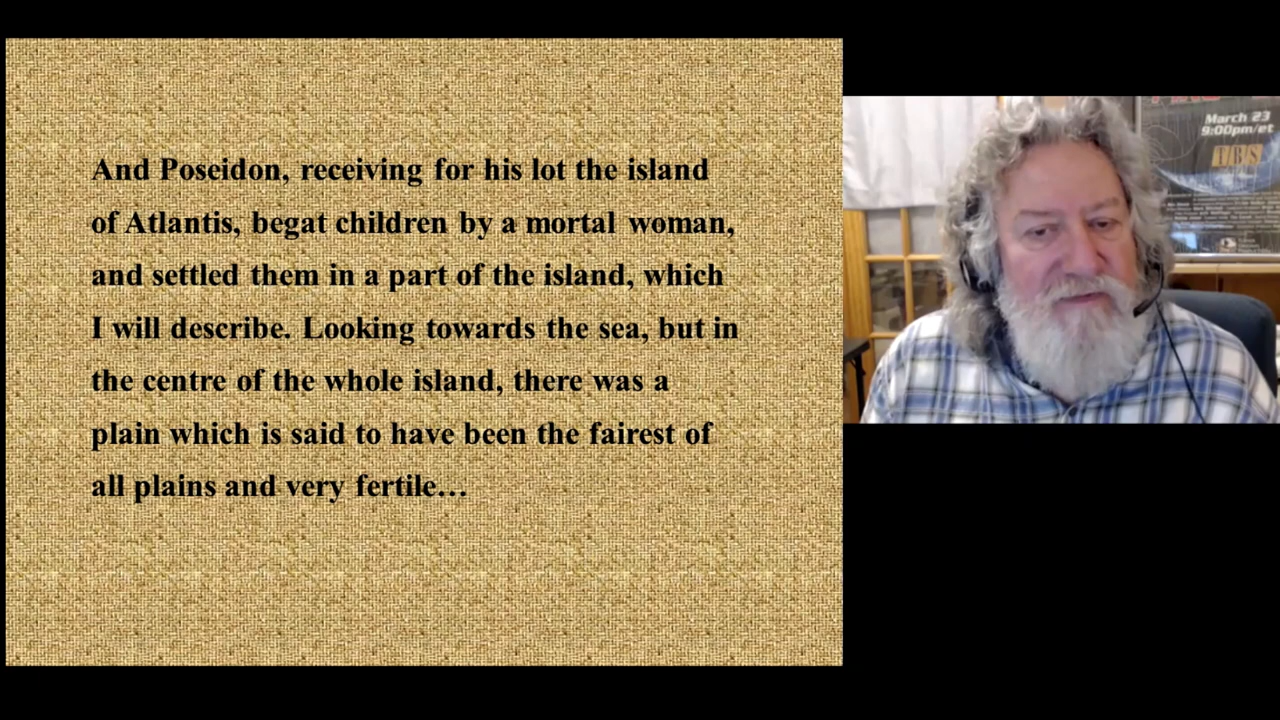 And Poseidon, receiving for his lot the island
of Atlantis, begat children by a mortal woman,
and settled them in a part of the island, which
I will describe. Looking towards the sea, but in
the centre of the whole island, there was a
plain which is said to have been the fairest of
all plains and very fertile…
March 23
9:00pm/et
TBS